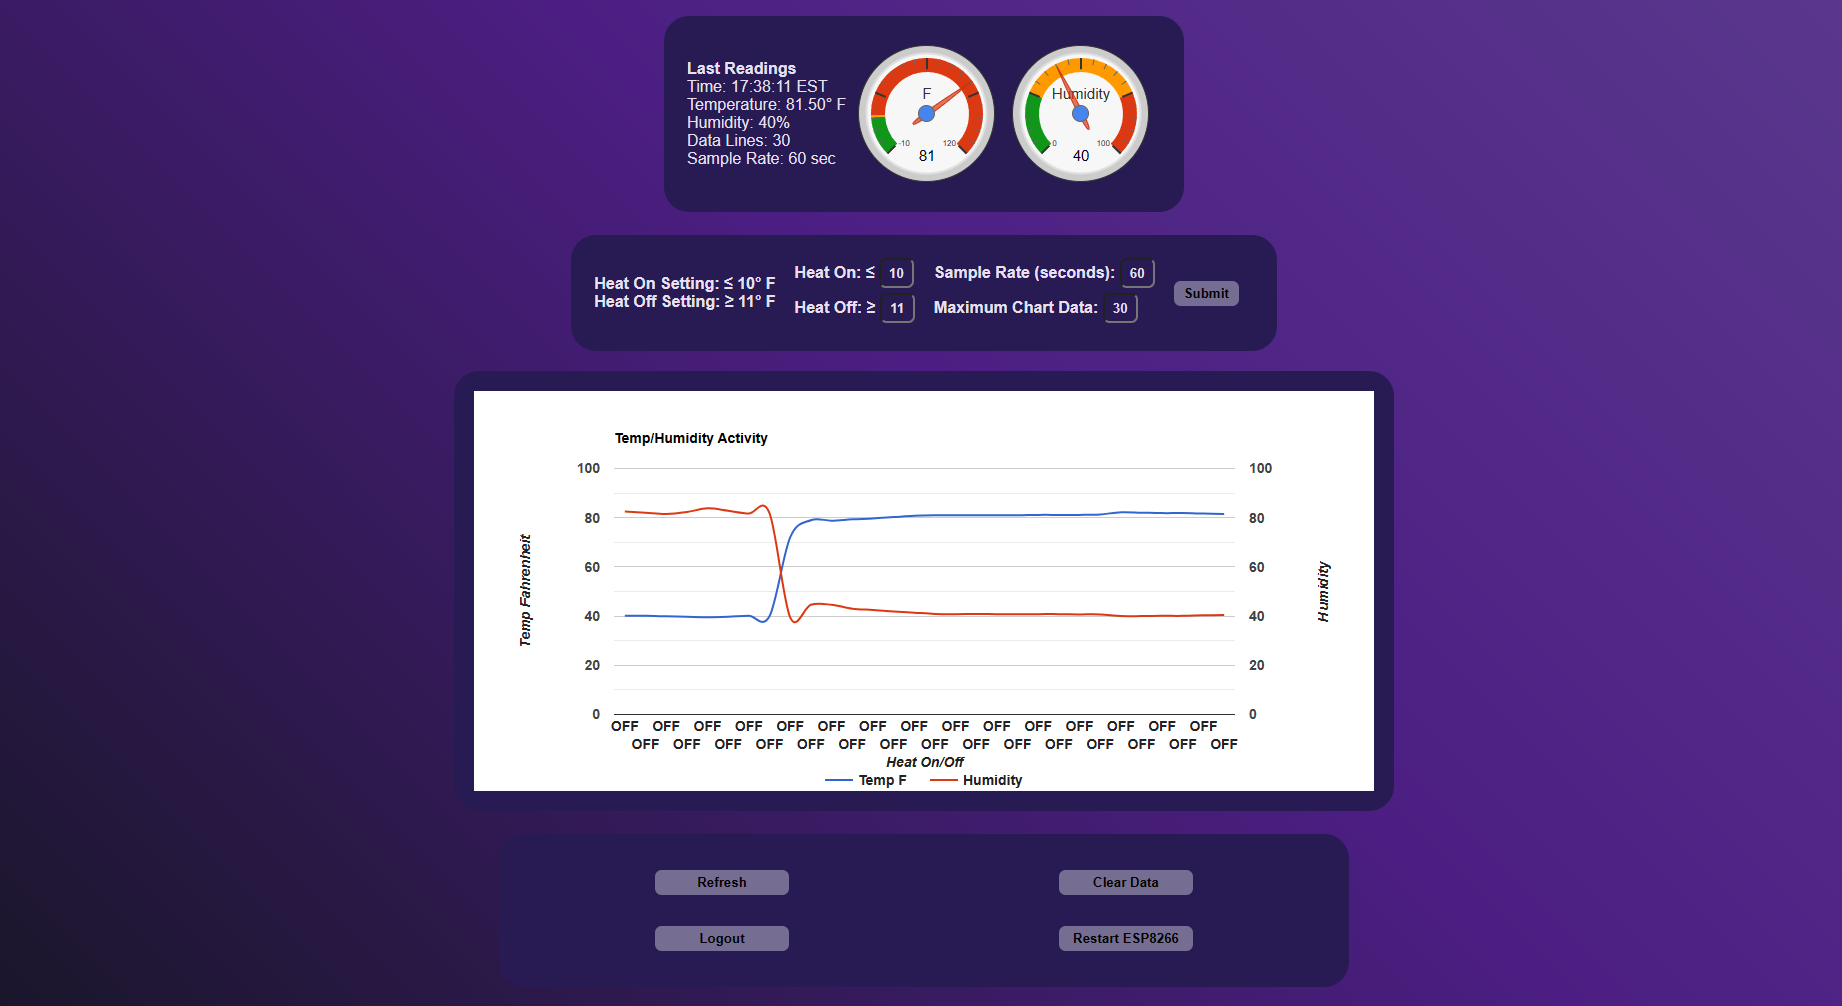 Last Readings
Time: 17:38:11 EST
Temperature: 81.50° F
Humidity: 40%
Data Lines: 30
Sample Rate: 60 sec
F
-10 120
81
Humidity
0 100
40
Heat On Setting: ≤ 10° F
Heat Off Setting: ≥ 11° F
Heat On: ≤ 10
Heat Off: ≥ 11
Sample Rate (seconds): 60
Maximum Chart Data: 30
Submit
Temp/Humidity Activity
Temp Fahrenheit
100
80
60
40
20
0
100
80
60
40
20
0
Humidity
OFF OFF OFF OFF OFF OFF OFF OFF OFF OFF OFF OFF OFF OFF OFF
OFF OFF OFF OFF OFF OFF OFF OFF OFF OFF OFF OFF OFF OFF OFF
Heat On/Off
Temp F Humidity
Refresh Clear Data
Logout Restart ESP8266